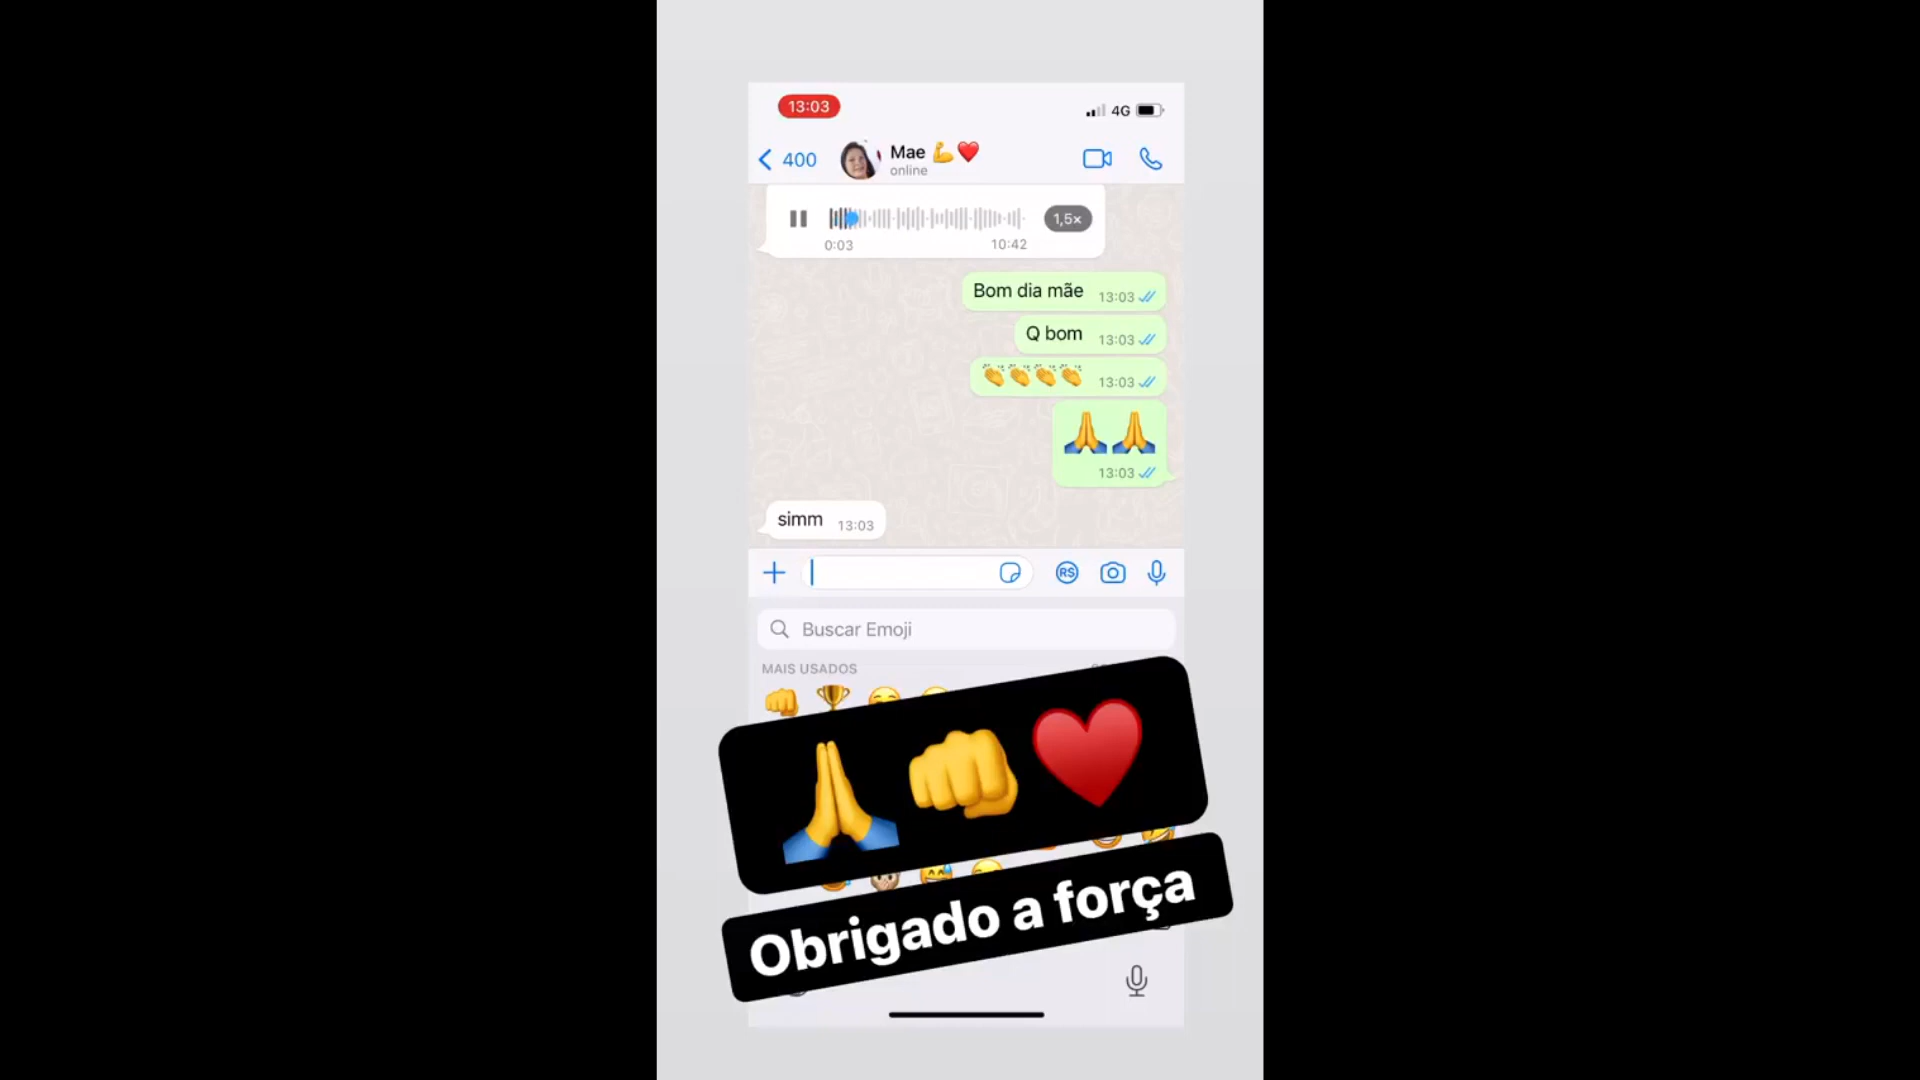 13:03
4G
400
Mae 💪❤️
online
1,5×
0:03 10:42
Bom dia mãe 13:03
Q bom 13:03
👏👏👏👏 13:03
🙏🙏
13:03
simm 13:03
R$
Buscar Emoji
MAIS USADOS
🙏👊❤️
Obrigado a força